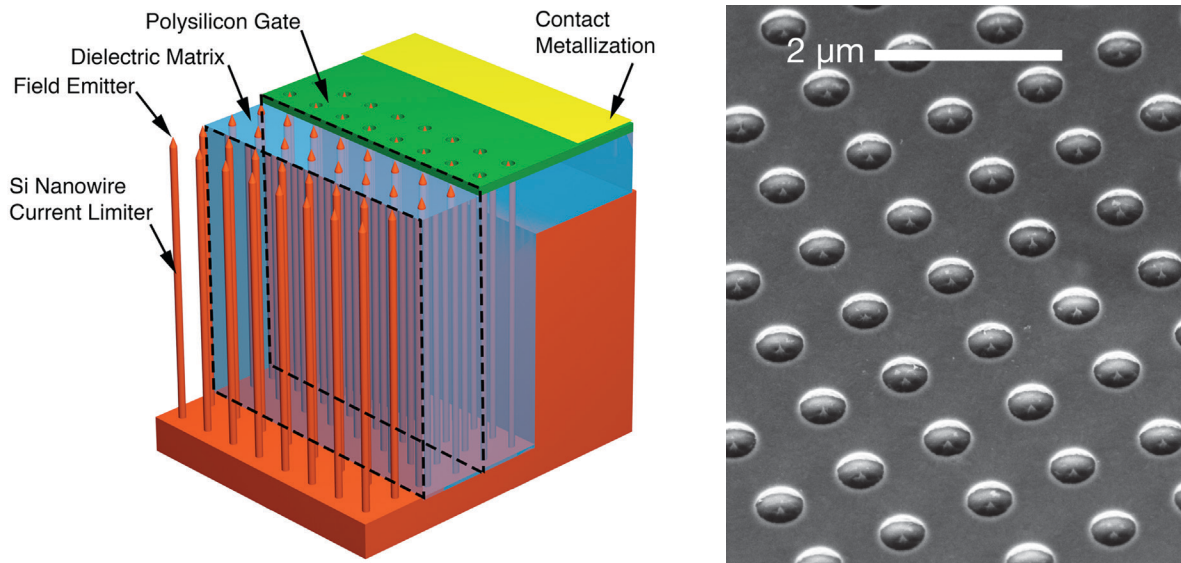 Polysilicon Gate
Dielectric Matrix
Field Emitter
Si Nanowire
Current Limiter
Contact
Metallization
2 μm